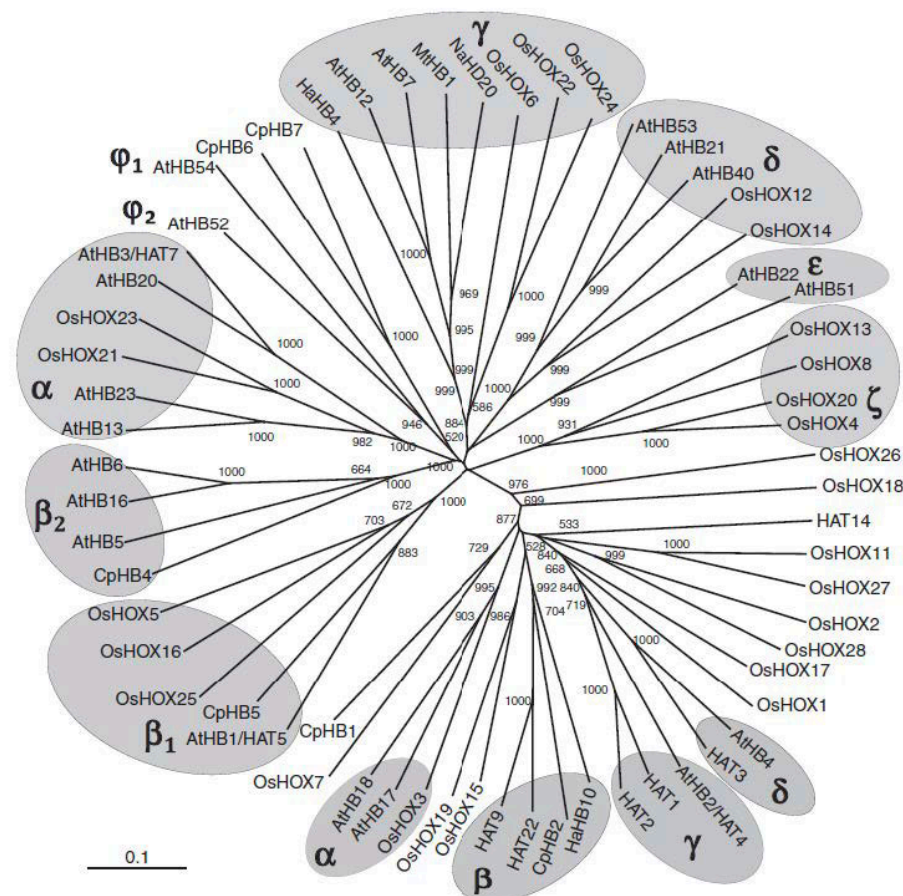 γ
HaHB4
AtHB12
AtHB7
MtHB1
NaHD20
OsHOX6
OsHOX22
OsHOX24
AtHB53
AtHB21
AtHB40
δ
OsHOX12
OsHOX14
AtHB22
ε
AtHB51
OsHOX13
OsHOX8
OsHOX20
ζ
OsHOX4
OsHOX26
OsHOX18
HAT14
OsHOX11
OsHOX27
OsHOX2
OsHOX28
OsHOX17
OsHOX1
AtHB4
HAT3
δ
AtHB2/HAT4
HAT1
HAT2
γ
HaHB10
CpHB2
HAT22
HAT9
β
OsHOX15
OsHOX19
OsHOX3
AtHB17
AtHB18
α
OsHOX7
CpHB1
AtHB1/HAT5
CpHB5
β1
OsHOX25
OsHOX16
OsHOX5
CpHB4
AtHB5
β2
AtHB16
AtHB6
AtHB13
AtHB23
α
OsHOX21
OsHOX23
AtHB20
AtHB3/HAT7
AtHB52
φ2
AtHB54
φ1
CpHB6
CpHB7
1000
969
995
999
999
1000
1000
586
884
520
946
1000
1000
1000
1000
982
1000
1000
1000
664
1000
672
703
883
1000
999
999
999
1000
999
931
1000
1000
1000
976
699
877
533
1000
999
528
840
668
840
719
992
704
729
995
903
986
1000
1000
1000
0.1